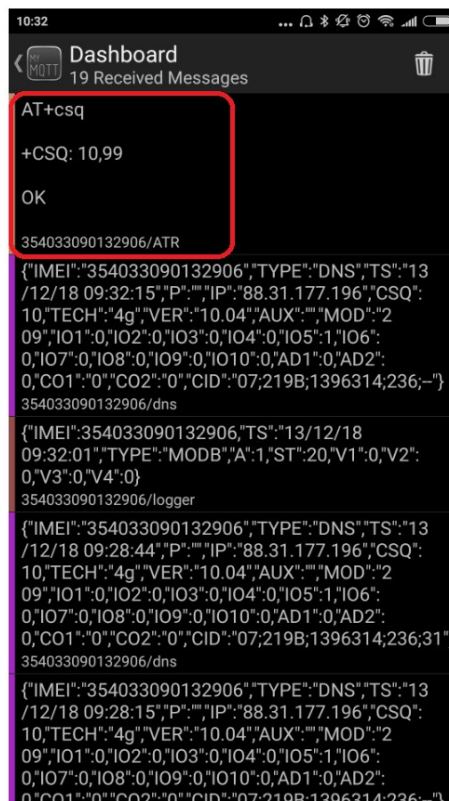 10:32
...
MY
MQTT
Dashboard
19 Received Messages
AT+csq
+CSQ: 10,99
OK
354033090132906/ATR
{"IMEI":"354033090132906","TYPE":"DNS","TS":"13
/12/18 09:32:15","P":"","IP":"88.31.177.196","CSQ":
10,"TECH":"4g","VER":"10.04","AUX":"","MOD":"2
09","IO1":0,"IO2":0,"IO3":0,"IO4":0,"IO5":1,"IO6":
0,"IO7":0,"IO8":0,"IO9":0,"IO10":0,"AD1":0,"AD2":
0,"CO1":"0","CO2":"0","CID":"07;219B;1396314;236;--"}
354033090132906/dns
{"IMEI":354033090132906,"TS":"13/12/18
09:32:01","TYPE":"MODB","A":1,"ST":20,"V1":0,"V2":
0,"V3":0,"V4":0}
354033090132906/logger
{"IMEI":"354033090132906","TYPE":"DNS","TS":"13
/12/18 09:28:44","P":"","IP":"88.31.177.196","CSQ":
10,"TECH":"4g","VER":"10.04","AUX":"","MOD":"2
09","IO1":0,"IO2":0,"IO3":0,"IO4":0,"IO5":1,"IO6":
0,"IO7":0,"IO8":0,"IO9":0,"IO10":0,"AD1":0,"AD2":
0,"CO1":"0","CO2":"0","CID":"07;219B;1396314;236;31"
354033090132906/dns
{"IMEI":"354033090132906","TYPE":"DNS","TS":"13
/12/18 09:28:15","P":"","IP":"88.31.177.196","CSQ":
10,"TECH":"4g","VER":"10.04","AUX":"","MOD":"2
09","IO1":0,"IO2":0,"IO3":0,"IO4":0,"IO5":1,"IO6":
0,"IO7":0,"IO8":0,"IO9":0,"IO10":0,"AD1":0,"AD2":
0,"CO1":"0","CO2":"0","CID":"07;219B;1396314;236;--"}